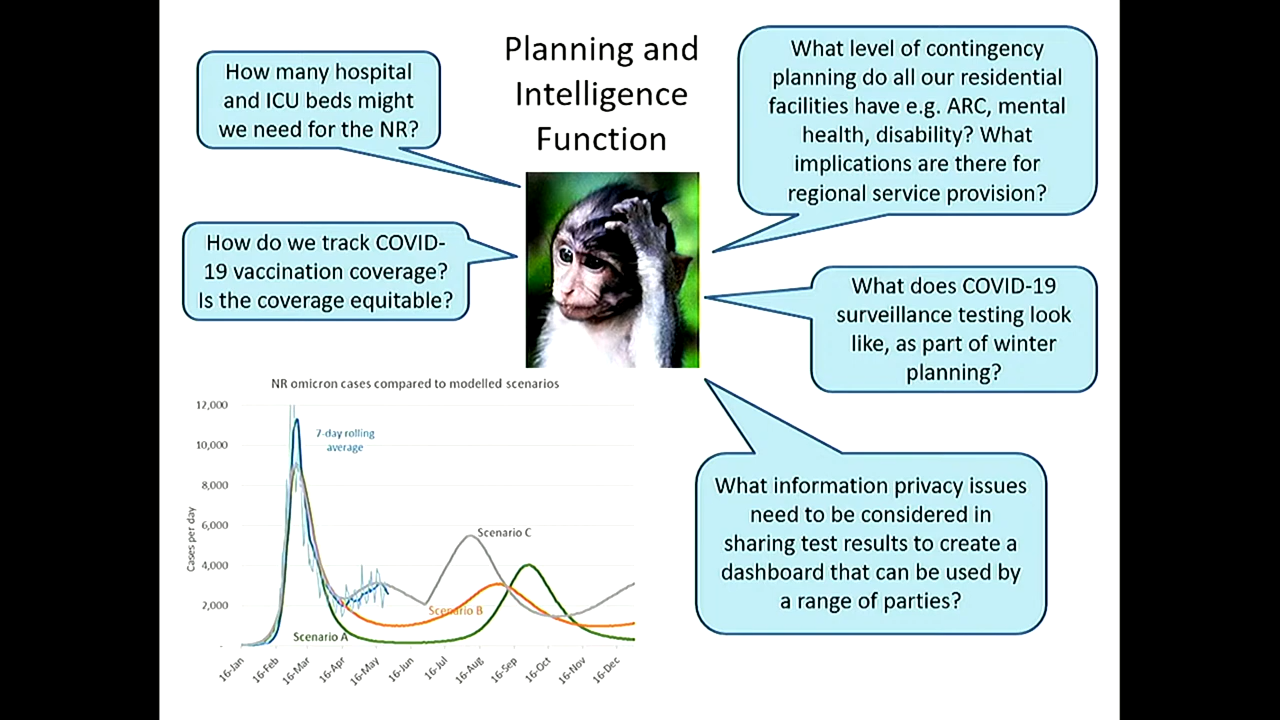 Planning and
Intelligence
Function
How many hospital
and ICU beds might
we need for the NR?
What level of contingency
planning do all our residential
facilities have e.g. ARC, mental
health, disability? What
implications are there for
regional service provision?
How do we track COVID-
19 vaccination coverage?
Is the coverage equitable?
What does COVID-19
surveillance testing look
like, as part of winter
planning?
What information privacy issues
need to be considered in
sharing test results to create a
dashboard that can be used by
a range of parties?
NR omicron cases compared to modelled scenarios
Cases per day
12,000
10,000
8,000
6,000
4,000
2,000
-
7-day rolling
average
Scenario C
Scenario B
Scenario A
16-Jan
16-Feb
16-Mar
16-Apr
16-May
16-Jun
16-Jul
16-Aug
16-Sep
16-Oct
16-Nov
16-Dec